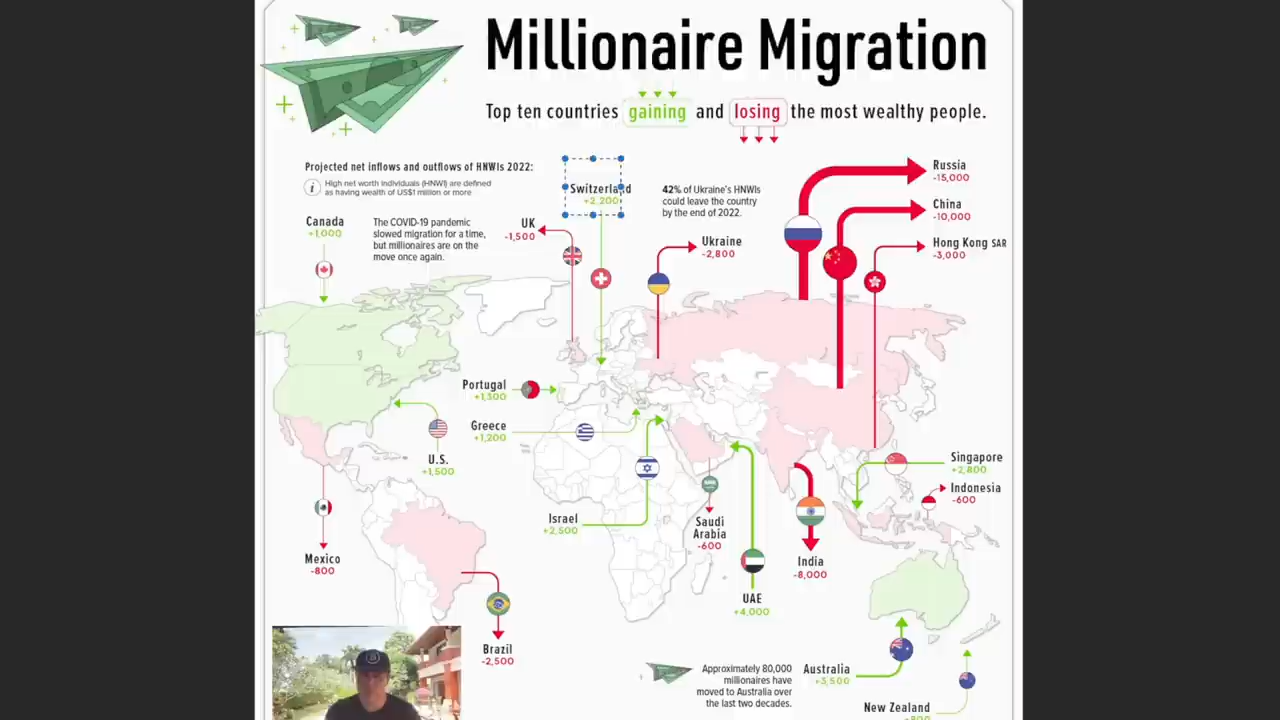 Millionaire Migration
Top ten countries gaining and losing the most wealthy people.
Projected net inflows and outflows of HNWIs 2022:
i High net worth individuals (HNWI) are defined
as having wealth of US$1 million or more
Canada
+1,000
The COVID-19 pandemic
slowed migration for a time,
but millionaires are on the
move once again.
UK
-1,500
Switzerland
+2,200
42% of Ukraine's HNWIs
could leave the country
by the end of 2022.
Ukraine
-2,800
Russia
-15,000
China
-10,000
Hong Kong SAR
-3,000
Portugal
+1,300
Greece
+1,200
U.S.
+1,500
Israel
+2,500
Saudi
Arabia
-600
Singapore
+2,800
Indonesia
-600
Mexico
-800
India
-8,000
UAE
+4,000
Brazil
-2,500
Approximately 80,000
millionaires have
moved to Australia over
the last two decades.
Australia
+3,500
New Zealand